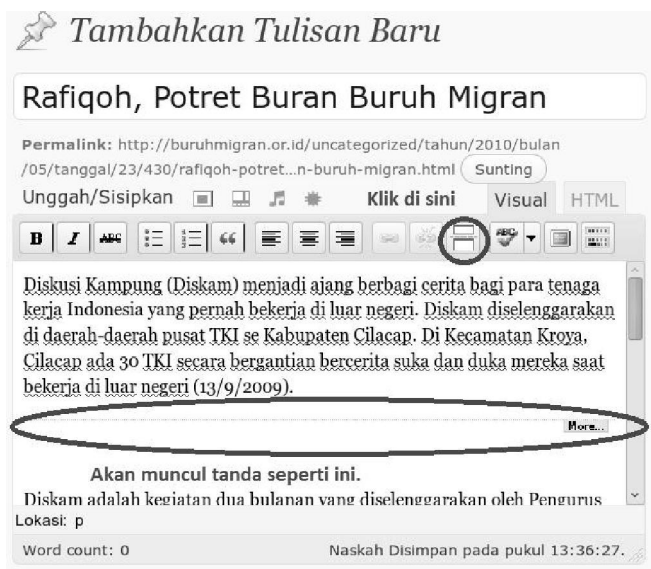 Tambahkan Tulisan Baru
Rafiqoh, Potret Buran Buruh Migran
Permalink: http://buruhmigran.or.id/uncategorized/tahun/2010/bulan
/05/tanggal/23/430/rafiqoh-potret...n-buruh-migran.html Sunting
Unggah/Sisipkan Klik di sini Visual HTML
B I ABC ABC
Diskusi Kampung (Diskam) menjadi ajang berbagi cerita bagi para tenaga
kerja Indonesia yang pernah bekerja di luar negeri. Diskam diselenggarakan
di daerah-daerah pusat TKI se Kabupaten Cilacap. Di Kecamatan Kroya,
Cilacap ada 30 TKI secara bergantian bercerita suka dan duka mereka saat
bekerja di luar negeri (13/9/2009).
More...
Akan muncul tanda seperti ini.
Diskam adalah kegiatan dua bulanan yang diselenggarakan oleh Pengurus
Lokasi: p
Word count: 0 Naskah Disimpan pada pukul 13:36:27.